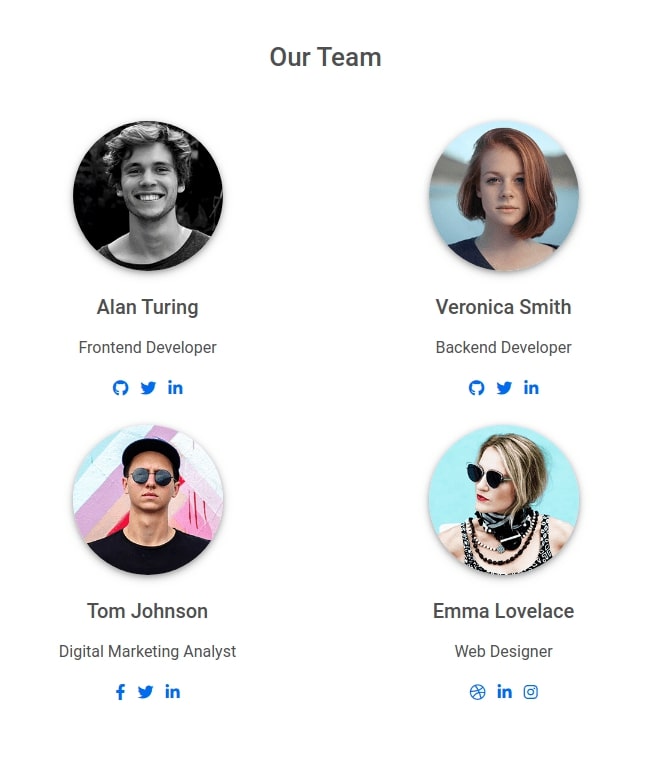 Our Team
Alan Turing
Frontend Developer
Veronica Smith
Backend Developer
Tom Johnson
Digital Marketing Analyst
Emma Lovelace
Web Designer